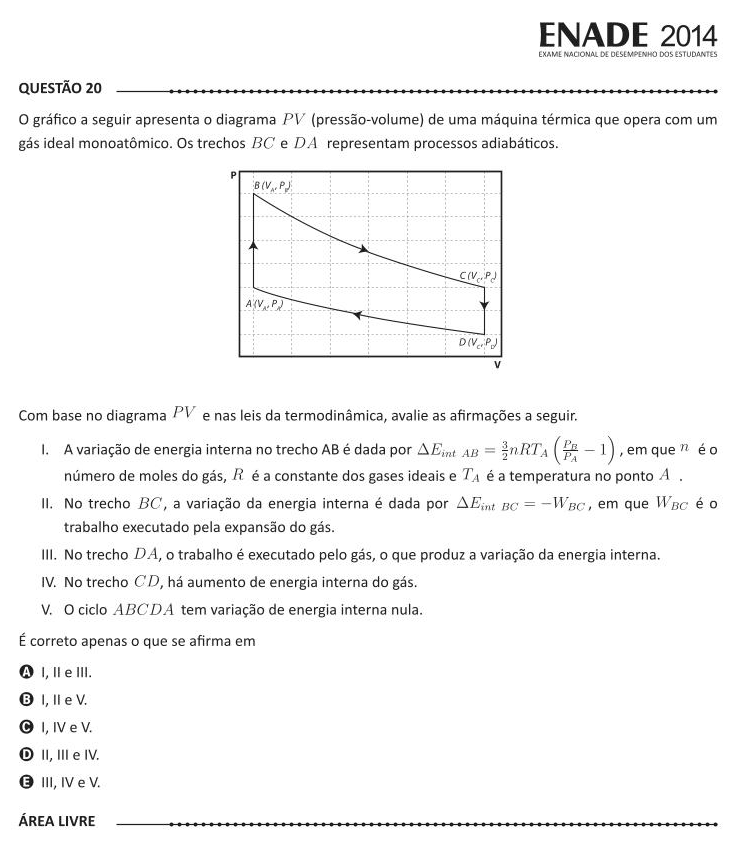 ENADE 2014
EXAME NACIONAL DE DESEMPENHO DOS ESTUDANTES
QUESTÃO 20
O gráfico a seguir apresenta o diagrama PV (pressão-volume) de uma máquina térmica que opera com um
gás ideal monoatômico. Os trechos BC e DA representam processos adiabáticos.
P
B (V_A, P_B)
C (V_C, P_C)
A (V_A, P_A)
D (V_C, P_D)
V
Com base no diagrama PV e nas leis da termodinâmica, avalie as afirmações a seguir.
I. A variação de energia interna no trecho AB é dada por ΔE_{int AB} = \frac{3}{2}nRT_A(\frac{P_B}{P_A} − 1), em que n é o
número de moles do gás, R é a constante dos gases ideais e T_A é a temperatura no ponto A .
II. No trecho BC, a variação da energia interna é dada por ΔE_{int BC} = −W_{BC}, em que W_{BC} é o
trabalho executado pela expansão do gás.
III. No trecho DA, o trabalho é executado pelo gás, o que produz a variação da energia interna.
IV. No trecho CD, há aumento de energia interna do gás.
V. O ciclo ABCDA tem variação de energia interna nula.
É correto apenas o que se afirma em
A I, II e III.
B I, II e V.
C I, IV e V.
D II, III e IV.
E III, IV e V.
ÁREA LIVRE